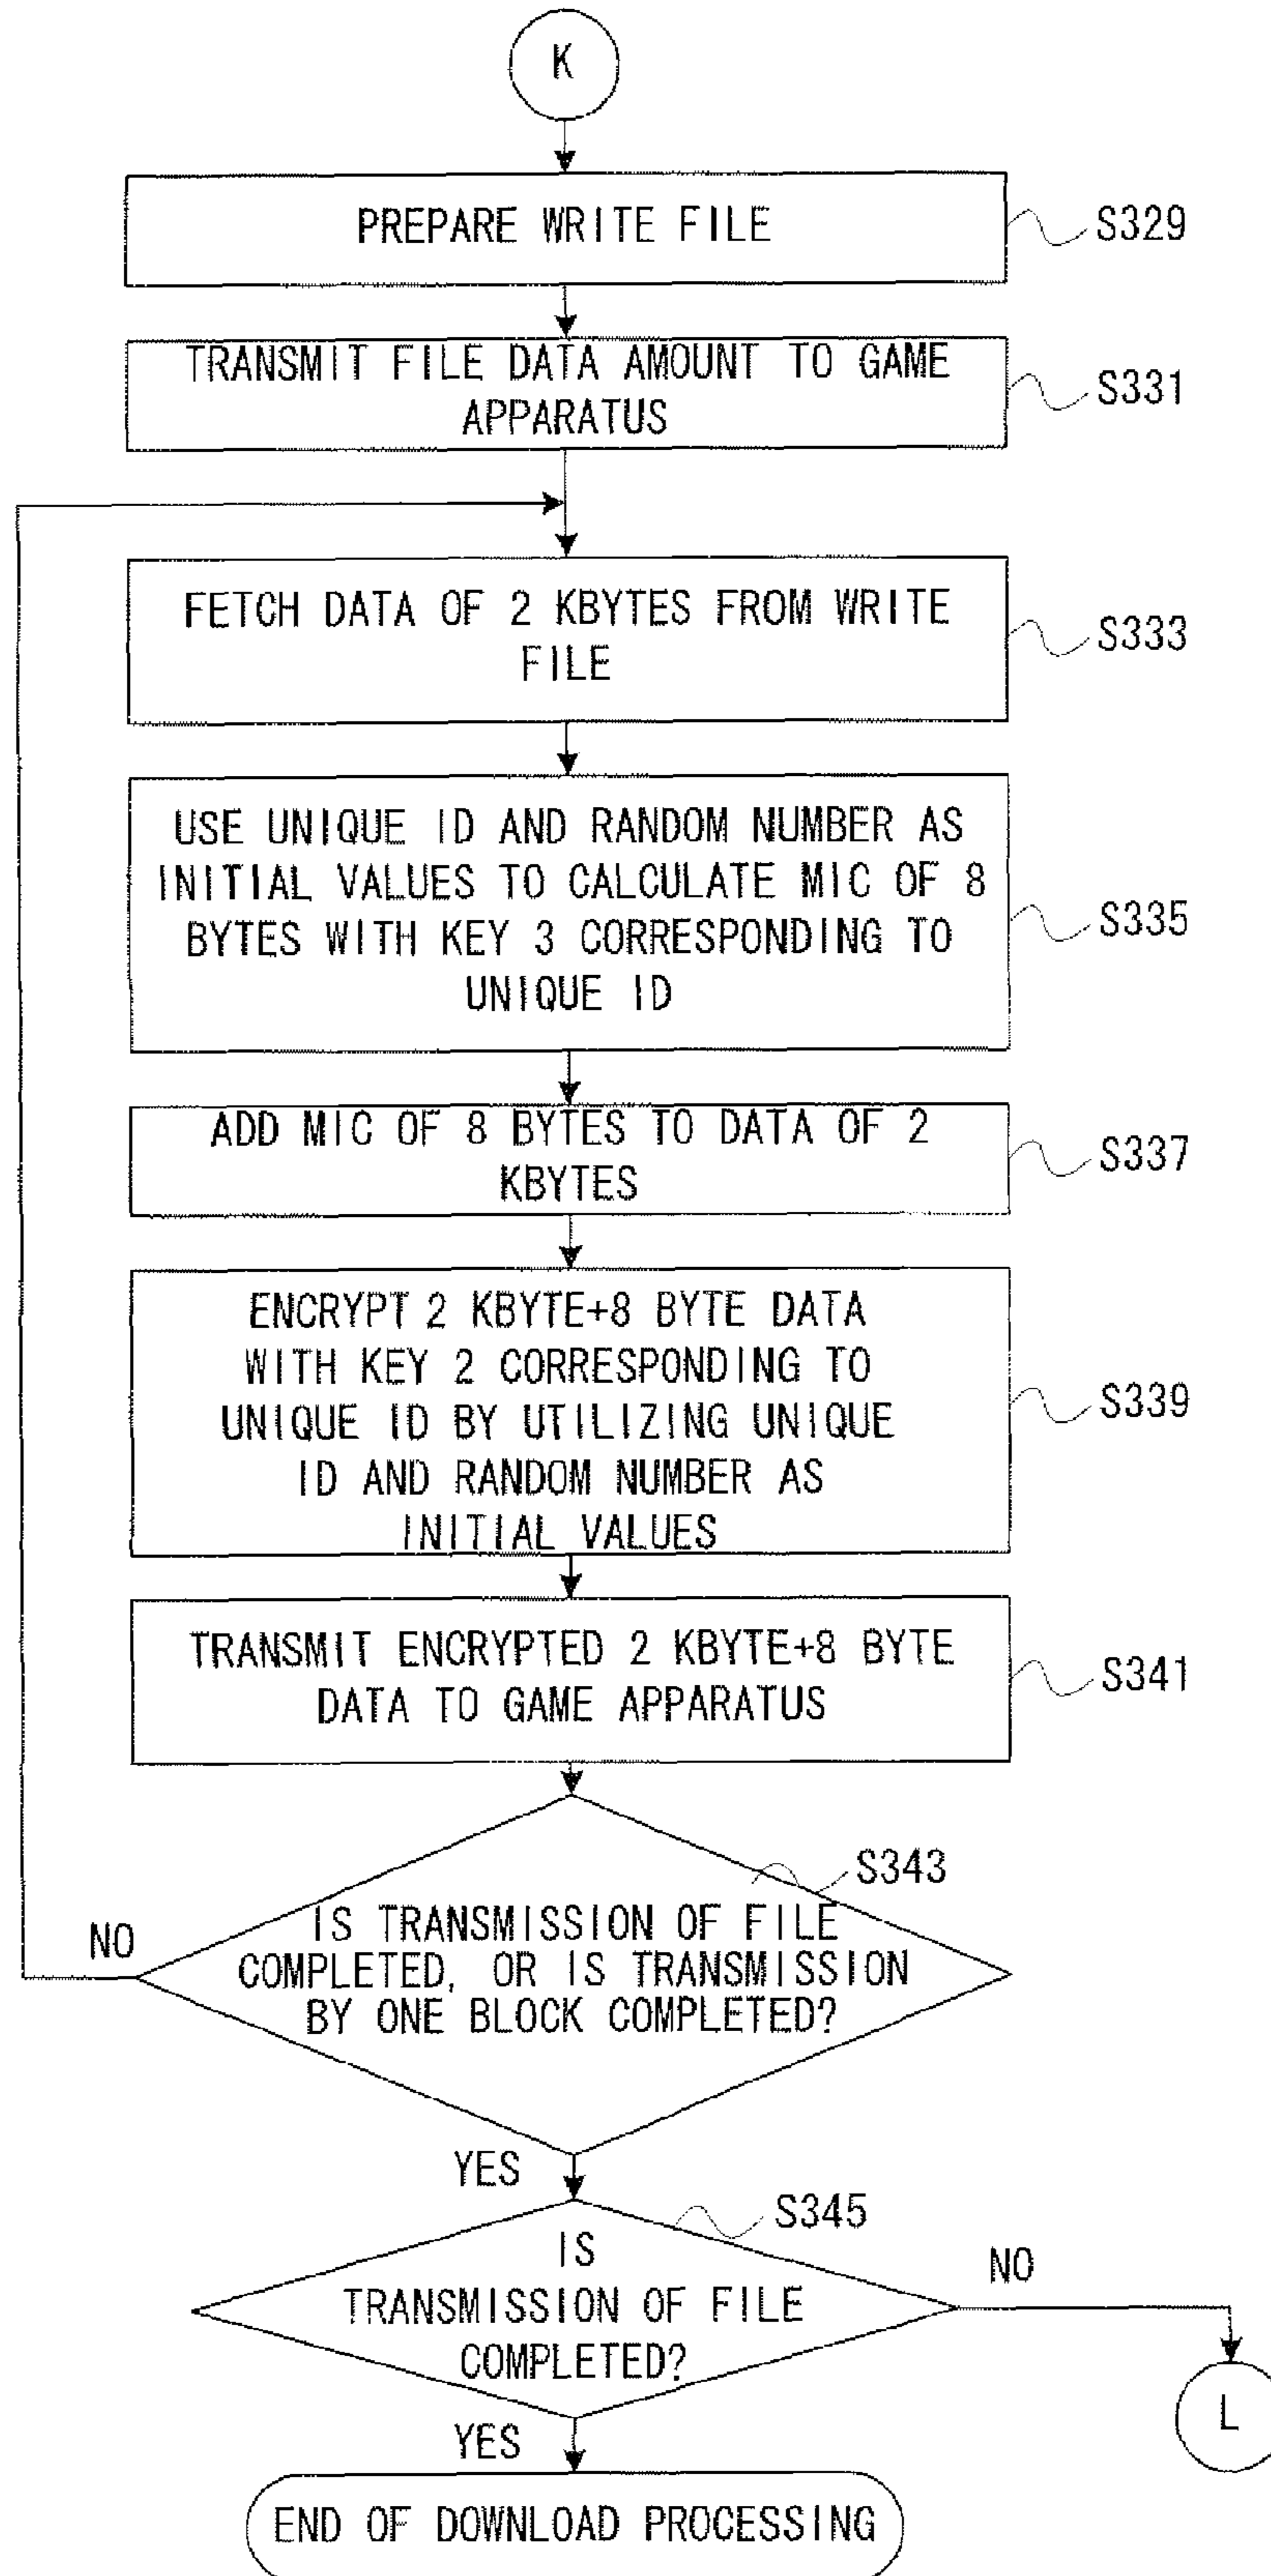 K
PREPARE WRITE FILE
S329
TRANSMIT FILE DATA AMOUNT TO GAME
APPARATUS
S331
FETCH DATA OF 2 KBYTES FROM WRITE
FILE
S333
USE UNIQUE ID AND RANDOM NUMBER AS
INITIAL VALUES TO CALCULATE MIC OF 8
BYTES WITH KEY 3 CORRESPONDING TO
UNIQUE ID
S335
ADD MIC OF 8 BYTES TO DATA OF 2
KBYTES
S337
ENCRYPT 2 KBYTE+8 BYTE DATA
WITH KEY 2 CORRESPONDING TO
UNIQUE ID BY UTILIZING UNIQUE
ID AND RANDOM NUMBER AS
INITIAL VALUES
S339
TRANSMIT ENCRYPTED 2 KBYTE+8 BYTE
DATA TO GAME APPARATUS
S341
S343
IS TRANSMISSION OF FILE
COMPLETED, OR IS TRANSMISSION
BY ONE BLOCK COMPLETED?
NO
YES
S345
IS
TRANSMISSION OF FILE
COMPLETED?
NO
L
YES
END OF DOWNLOAD PROCESSING